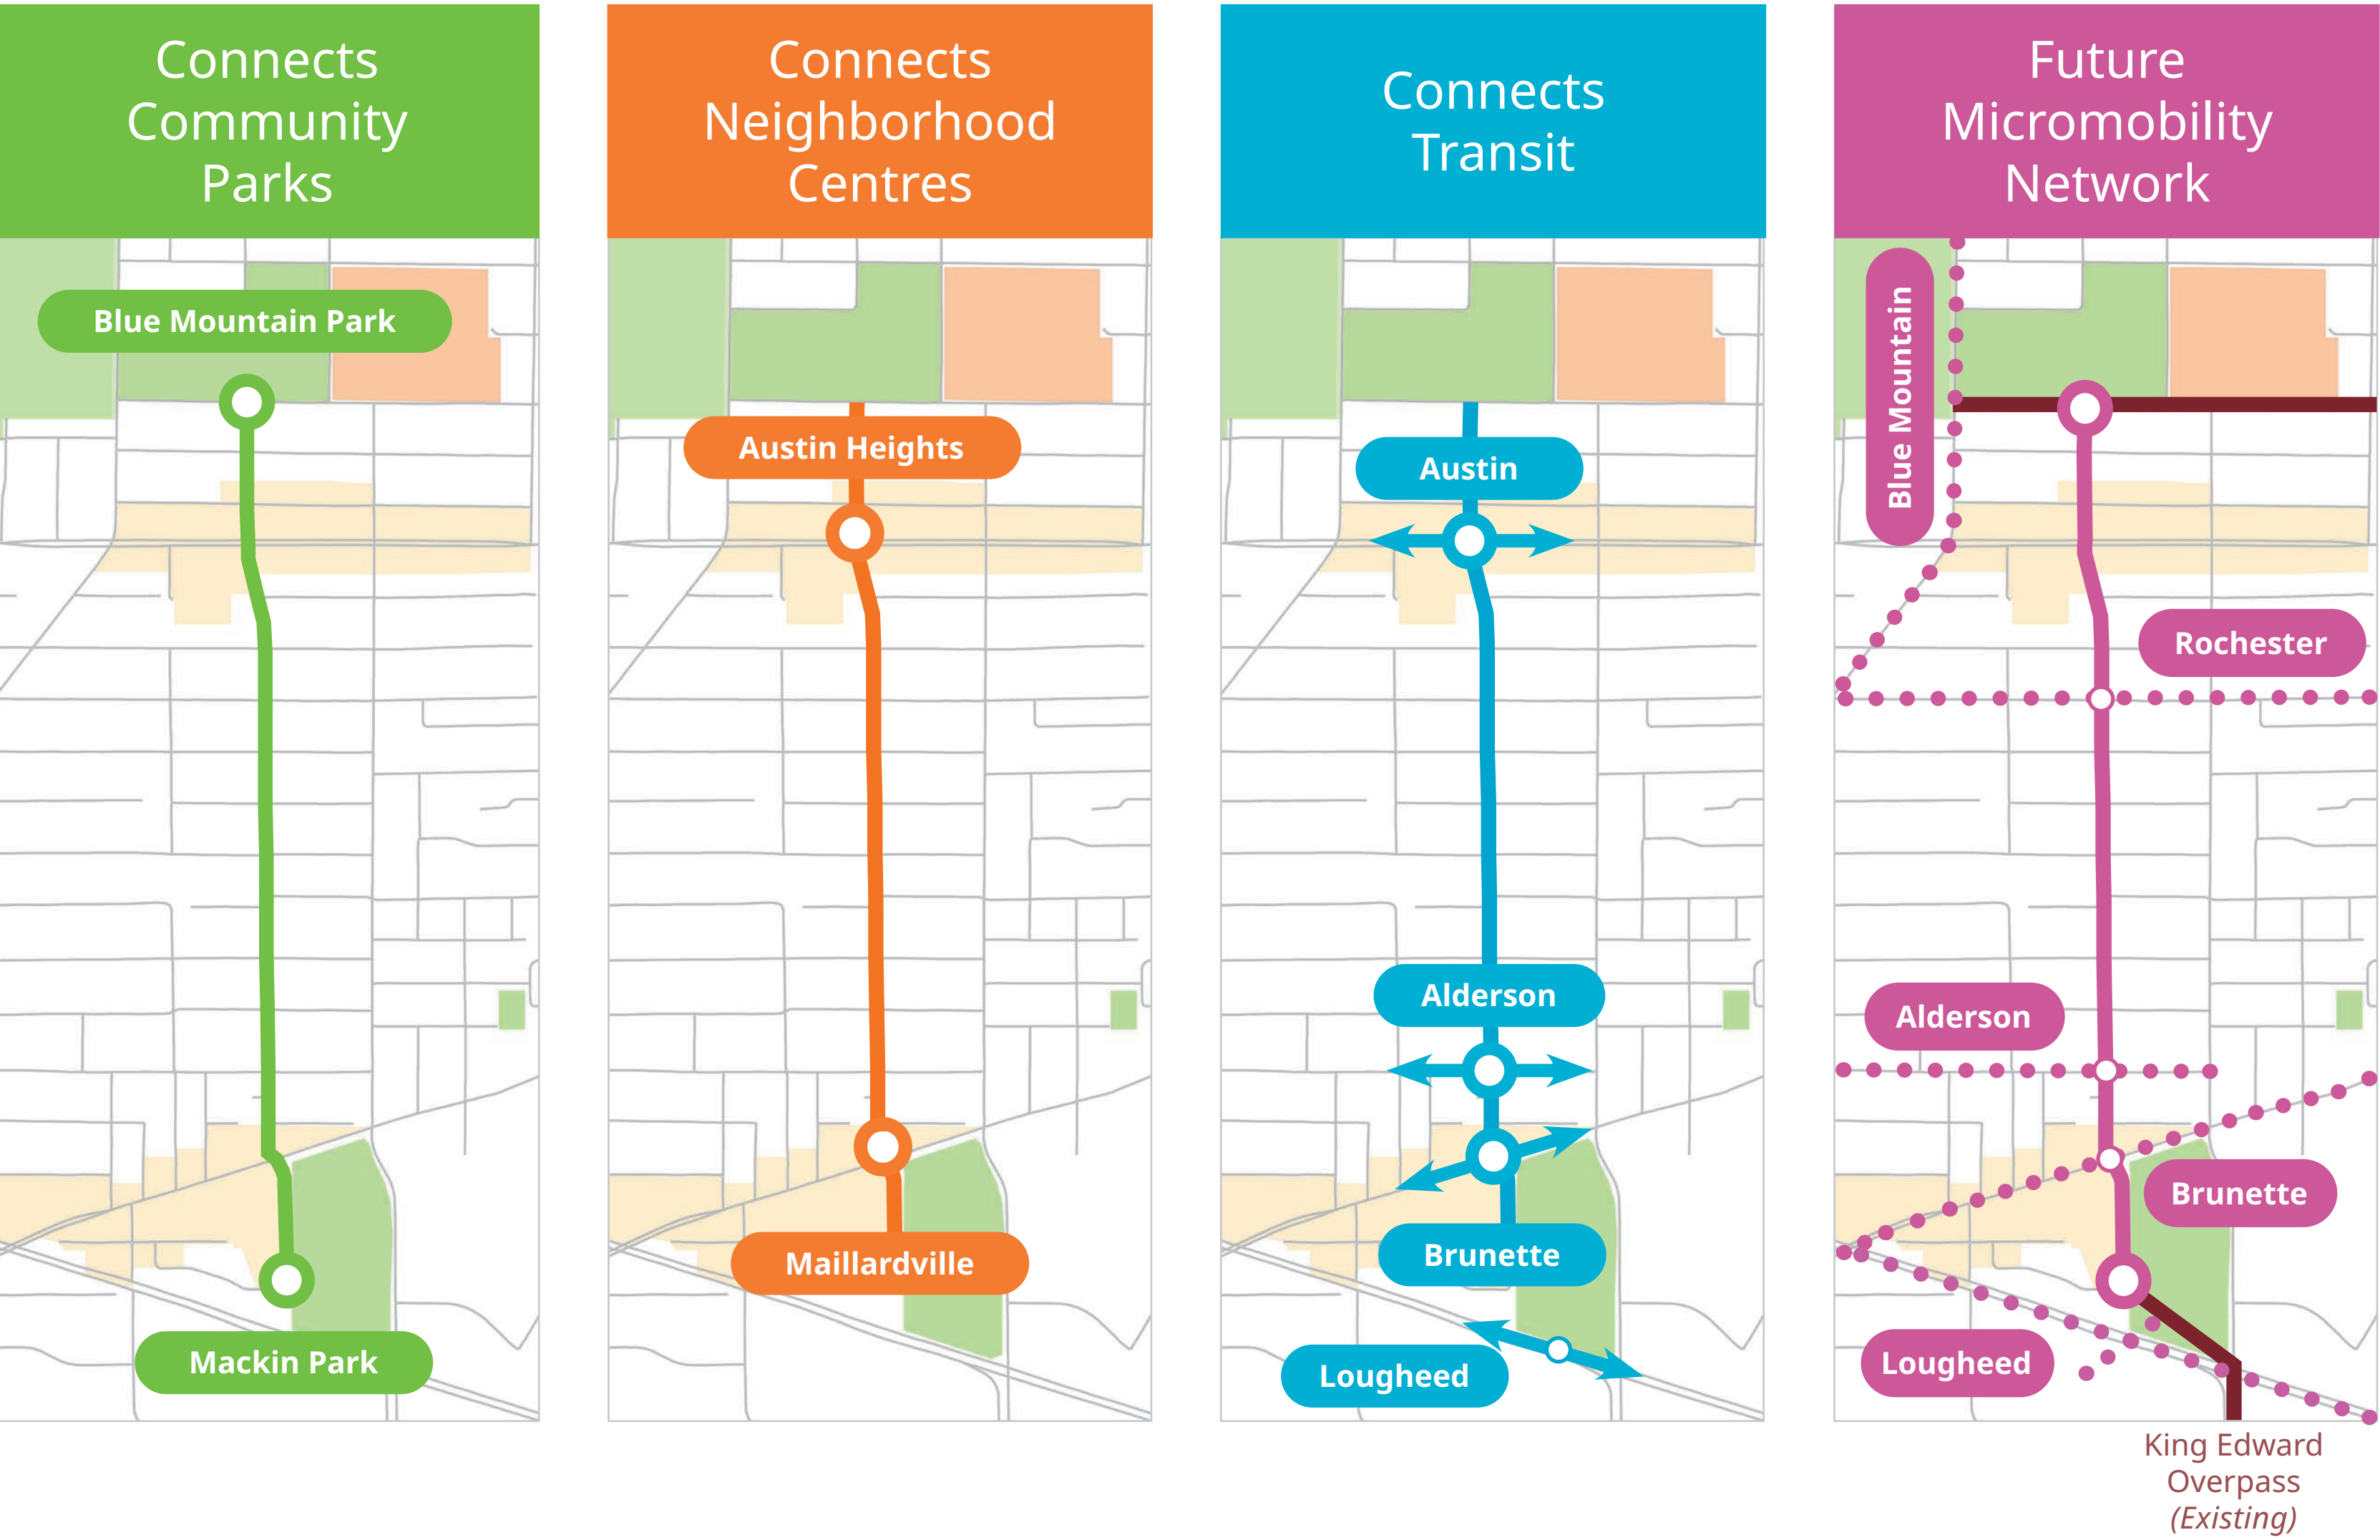 Connects
Community
Parks
Blue Mountain Park
Mackin Park
Connects
Neighborhood
Centres
Austin Heights
Maillardville
Connects
Transit
Austin
Alderson
Brunette
Lougheed
Future
Micromobility
Network
Blue Mountain
Rochester
Alderson
Brunette
Lougheed
King Edward
Overpass
(Existing)